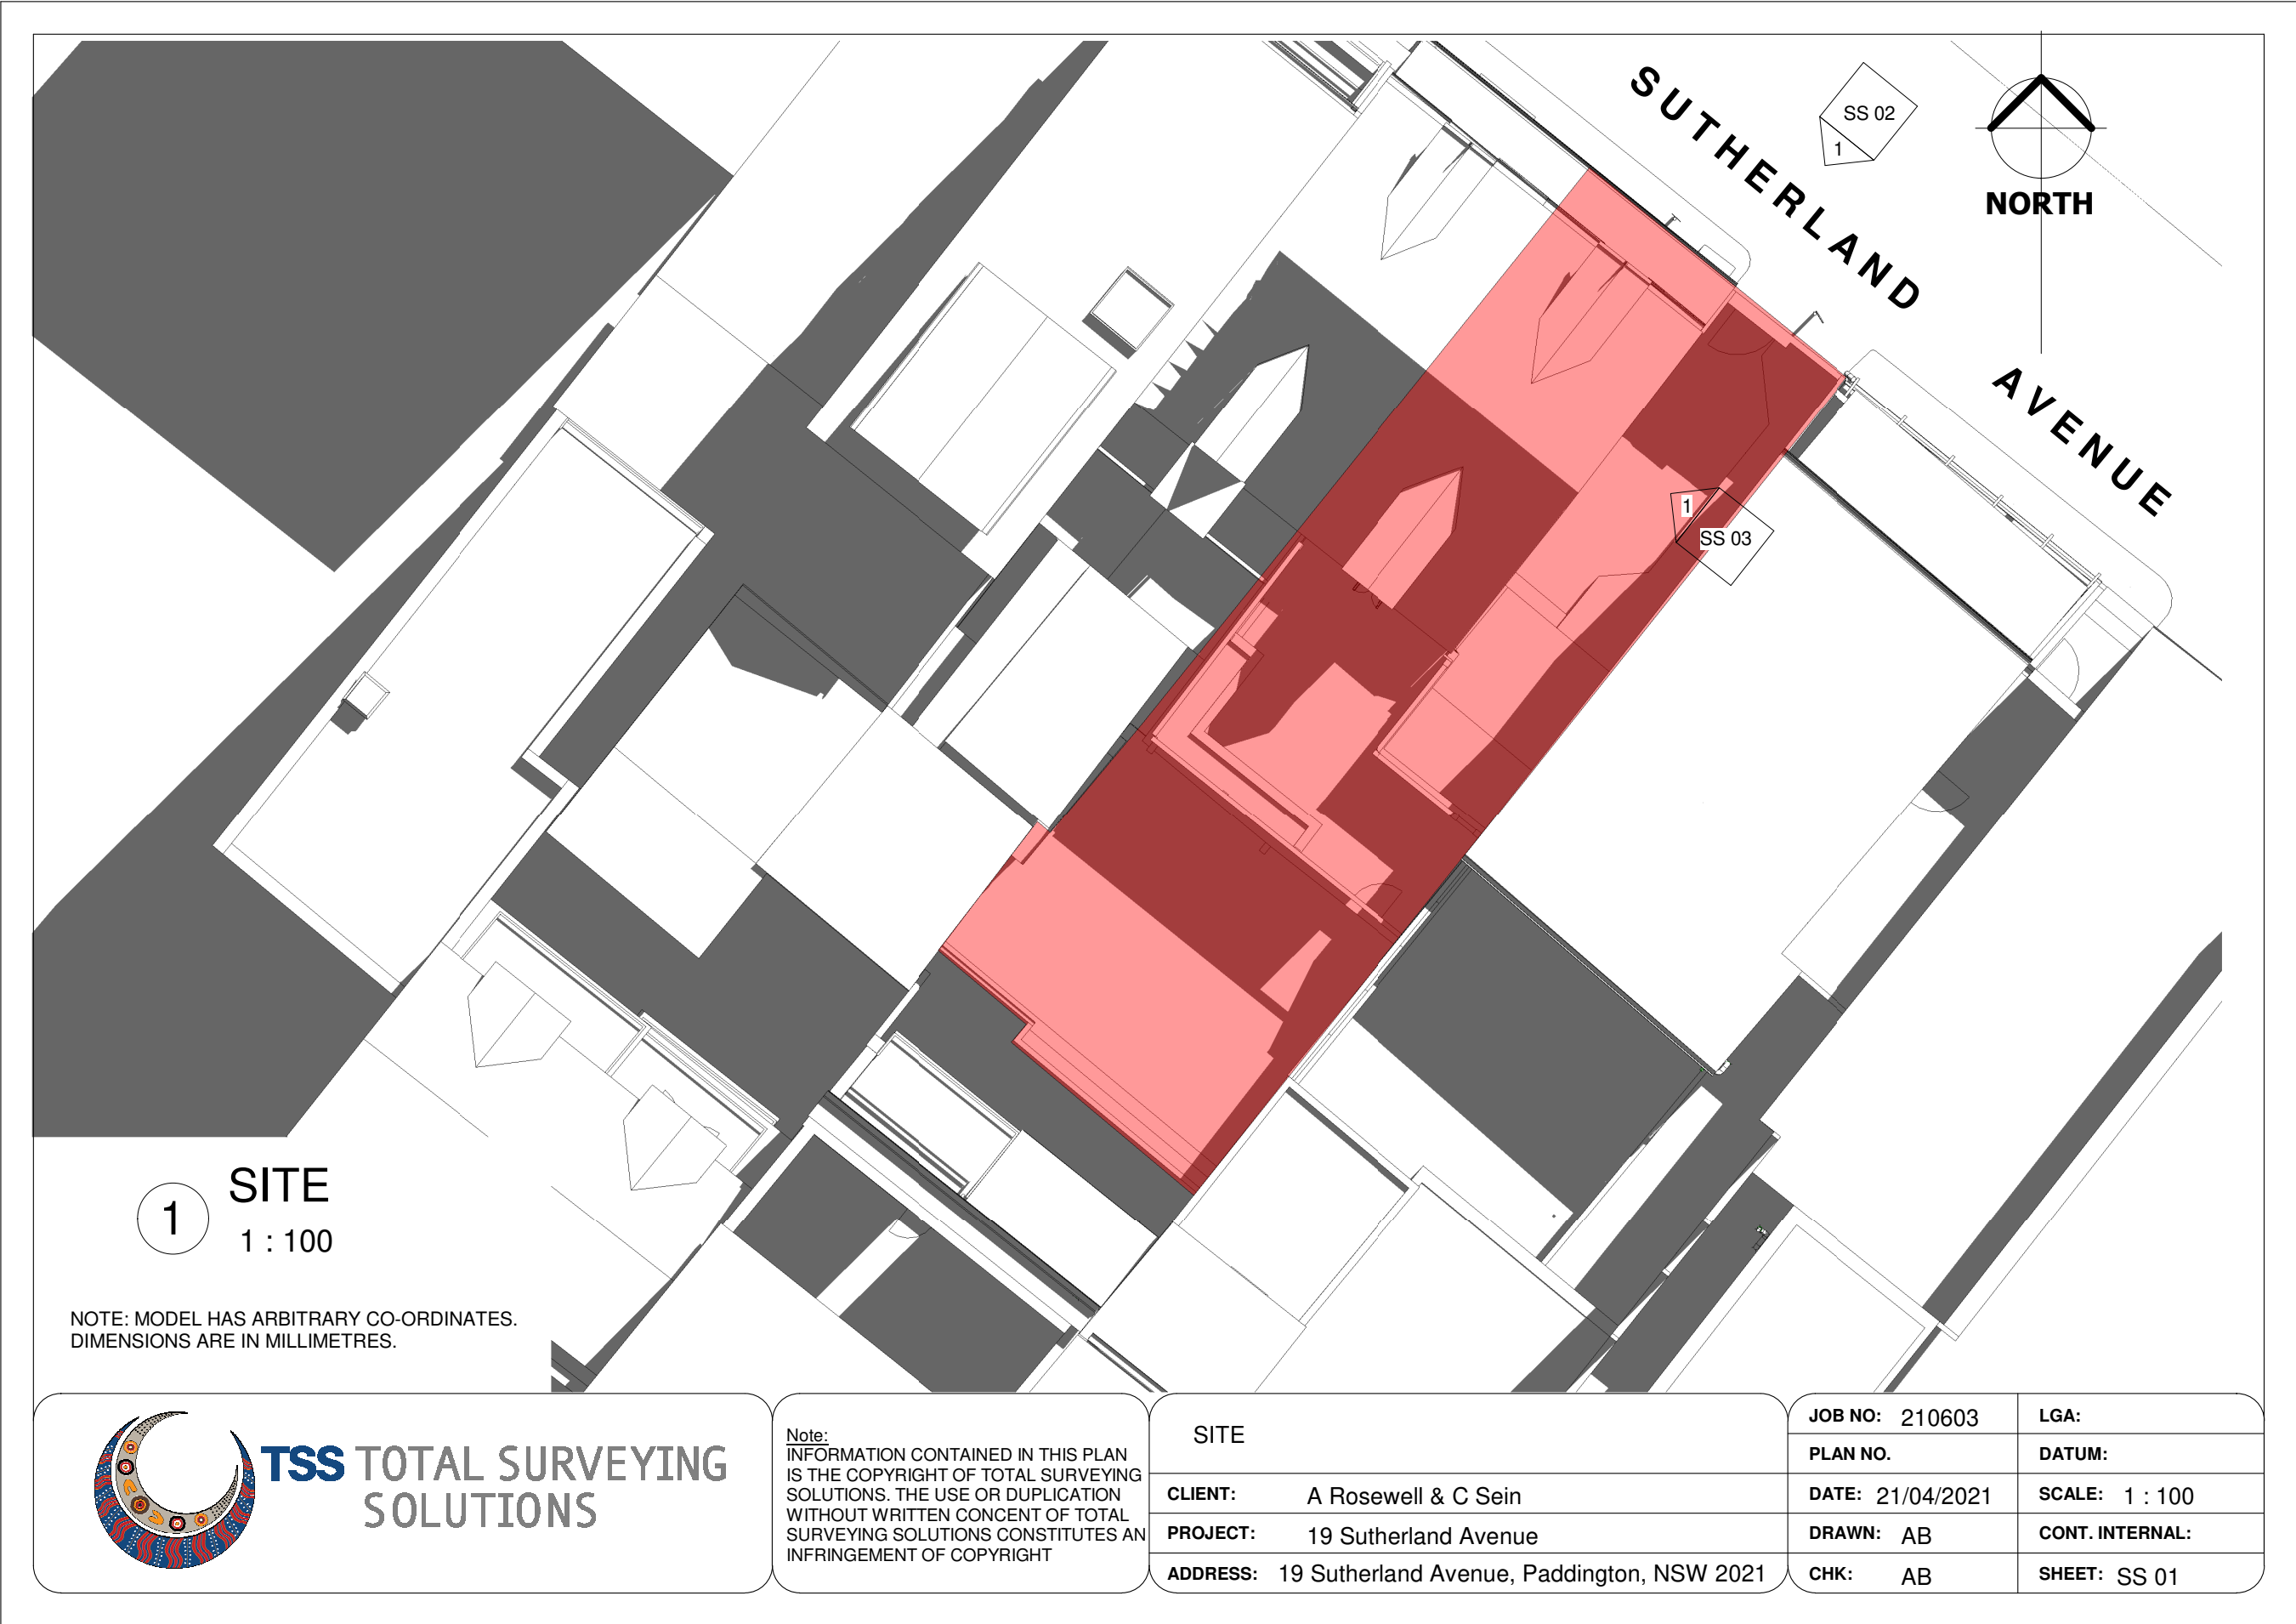 SUTHERLAND
AVENUE
SS 02
1
NORTH
1
SS 03
1
SITE
1 : 100
NOTE: MODEL HAS ARBITRARY CO-ORDINATES.
DIMENSIONS ARE IN MILLIMETRES.
TSS TOTAL SURVEYING
SOLUTIONS
Note:
INFORMATION CONTAINED IN THIS PLAN
IS THE COPYRIGHT OF TOTAL SURVEYING
SOLUTIONS. THE USE OR DUPLICATION
WITHOUT WRITTEN CONCENT OF TOTAL
SURVEYING SOLUTIONS CONSTITUTES AN
INFRINGEMENT OF COPYRIGHT
SITE
CLIENT: A Rosewell & C Sein
PROJECT: 19 Sutherland Avenue
ADDRESS: 19 Sutherland Avenue, Paddington, NSW 2021
JOB NO: 210603
LGA:
PLAN NO.
DATUM:
DATE: 21/04/2021
SCALE: 1 : 100
DRAWN: AB
CONT. INTERNAL:
CHK: AB
SHEET: SS 01